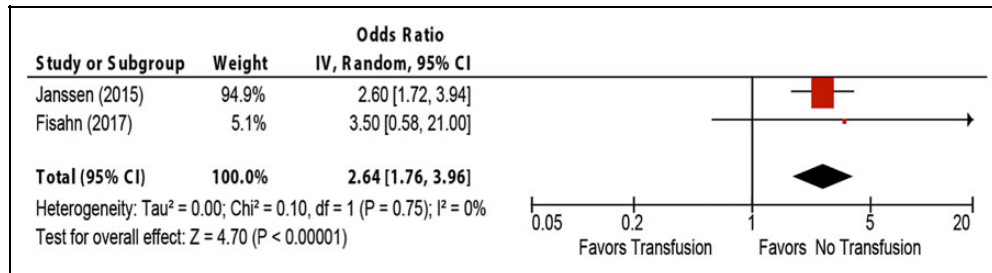 Odds Ratio
Study or Subgroup Weight IV, Random, 95% CI
Janssen (2015) 94.9% 2.60 [1.72, 3.94]
Fisahn (2017) 5.1% 3.50 [0.58, 21.00]
Total (95% CI) 100.0% 2.64 [1.76, 3.96]
Heterogeneity: Tau² = 0.00; Chi² = 0.10, df = 1 (P = 0.75); I² = 0%
Test for overall effect: Z = 4.70 (P < 0.00001)
0.05 0.2 1 5 20
Favors Transfusion Favors No Transfusion